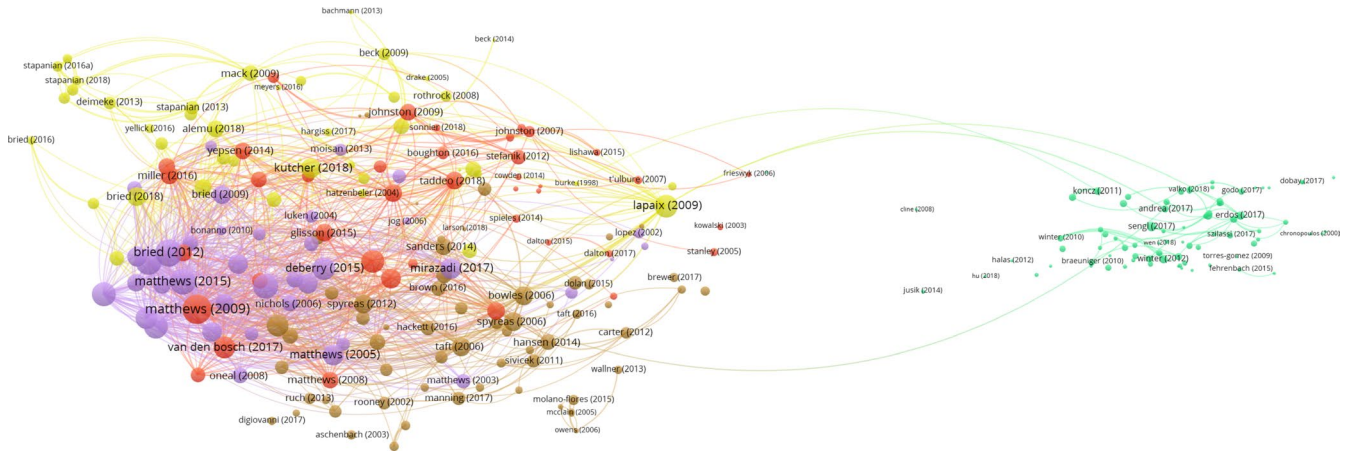 bachmann (2013)
beck (2014)
beck (2009)
stapanian (2016a)
mack (2009)
stapanian (2018)
meyers (2016)
drake (2005)
rothrock (2008)
deimeke (2013)
stapanian (2013)
johnston (2009)
yellick (2016)
alemu (2018)
hargiss (2017)
sonnier (2018)
johnston (2007)
bried (2016)
yepsen (2014)
moisan (2013)
boughton (2016)
stefanik (2012)
lishawa (2015)
miller (2016)
kutcher (2018)
cowden (2014)
frieswyk (2006)
taddeo (2018)
t'ulbure (2007)
burke (1998)
dobay (2017)
koncz (2011)
valko (2018)
godo (2017)
bried (2018)
bried (2009)
hatzenbeler (2004)
lapaix (2009)
cline (2008)
andrea (2017)
erdos (2017)
luken (2004)
jog (2006)
spieles (2014)
kowalski (2003)
sengl (2017)
bonanno (2010)
glisson (2015)
larson (2018)
lopez (2002)
winter (2010)
wen (2018)
szilassi (2017)
chronopoulos (2000)
bried (2012)
sanders (2014)
dalton (2015)
dalton (2017)
stanley (2005)
halas (2012)
braeuniger (2010)
winter (2012)
torres-gomez (2009)
fehrenbach (2015)
matthews (2015)
deberry (2015)
mirazadi (2017)
brewer (2017)
hu (2018)
brown (2016)
dolan (2015)
jusik (2014)
matthews (2009)
nichols (2006)
spyreas (2012)
bowles (2006)
hackett (2016)
spyreas (2006)
taft (2016)
carter (2012)
van den bosch (2017)
matthews (2005)
taft (2006)
hansen (2014)
sivicek (2011)
oneal (2008)
matthews (2008)
matthews (2003)
wallner (2013)
ruch (2013)
rooney (2002)
manning (2017)
molano-flores (2015)
mcclain (2005)
digiovanni (2017)
aschenbach (2003)
owens (2006)